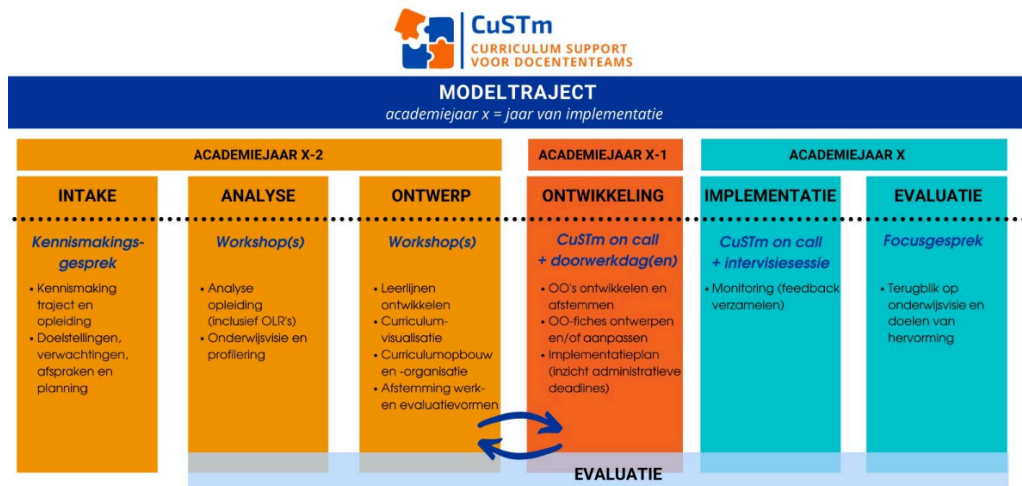 CuSTm
CURRICULUM SUPPORT
VOOR DOCENTENTEAMS
MODELTRAJECT
academiejaar x = jaar van implementatie
ACADEMIEJAAR X-2
ACADEMIEJAAR X-1
ACADEMIEJAAR X
INTAKE
Kennismakings-
gesprek
• Kennismaking
traject en
opleiding
• Doelstellingen,
verwachtingen,
afspraken en
planning
ANALYSE
Workshop(s)
• Analyse
opleiding
(inclusief OLR's)
• Onderwijsvisie en
profilering
ONTWERP
Workshop(s)
• Leerlijnen
ontwikkelen
• Curriculum-
visualisatie
• Curriculumopbouw
en -organisatie
• Afstemming werk-
en evaluatievormen
ONTWIKKELING
CuSTm on call
+ doorwerkdag(en)
• OO's ontwikkelen en
afstemmen
• OO-fiches ontwerpen
en/of aanpassen
• Implementatieplan
(inzicht administratieve
deadlines)
IMPLEMENTATIE
CuSTm on call
+ intervisiesessie
• Monitoring (feedback
verzamelen)
EVALUATIE
Focusgesprek
• Terugblik op
onderwijsvisie en
doelen van
hervorming
EVALUATIE